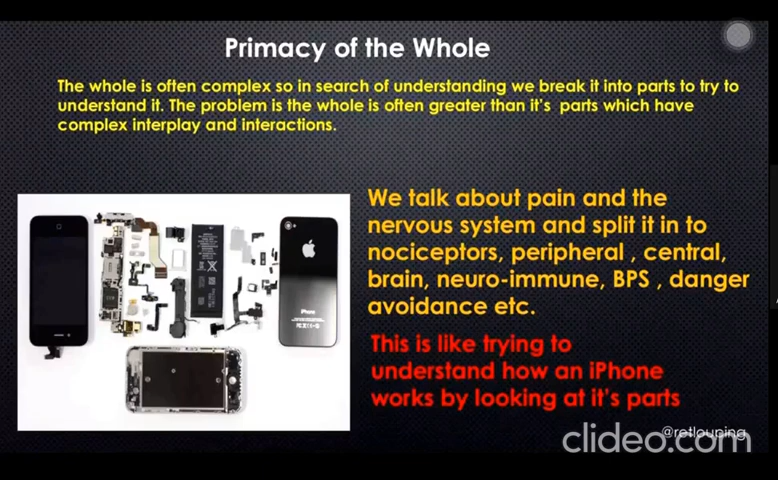 Primacy of the Whole
The whole is often complex so in search of understanding we break it into parts to try to
understand it. The problem is the whole is often greater than it's parts which have
complex interplay and interactions.
We talk about pain and the
nervous system and split it in to
nociceptors, peripheral , central,
brain, neuro-immune, BPS , danger
avoidance etc.
This is like trying to
understand how an iPhone
works by looking at it's parts
iPhone
@retlouping
clideo.com